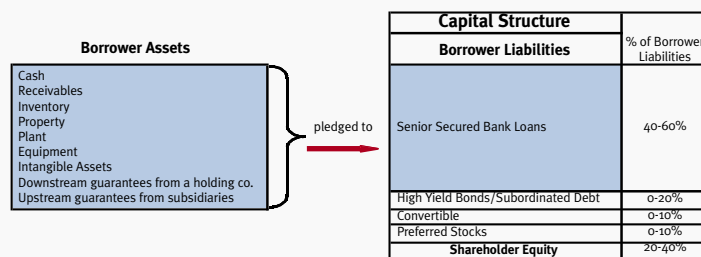 Borrower Assets
Cash
Receivables
Inventory
Property
Plant
Equipment
Intangible Assets
Downstream guarantees from a holding co.
Upstream guarantees from subsidiaries
pledged to
Capital Structure
Borrower Liabilities
% of Borrower
Liabilities
Senior Secured Bank Loans 40-60%
High Yield Bonds/Subordinated Debt 0-20%
Convertible 0-10%
Preferred Stocks 0-10%
Shareholder Equity 20-40%